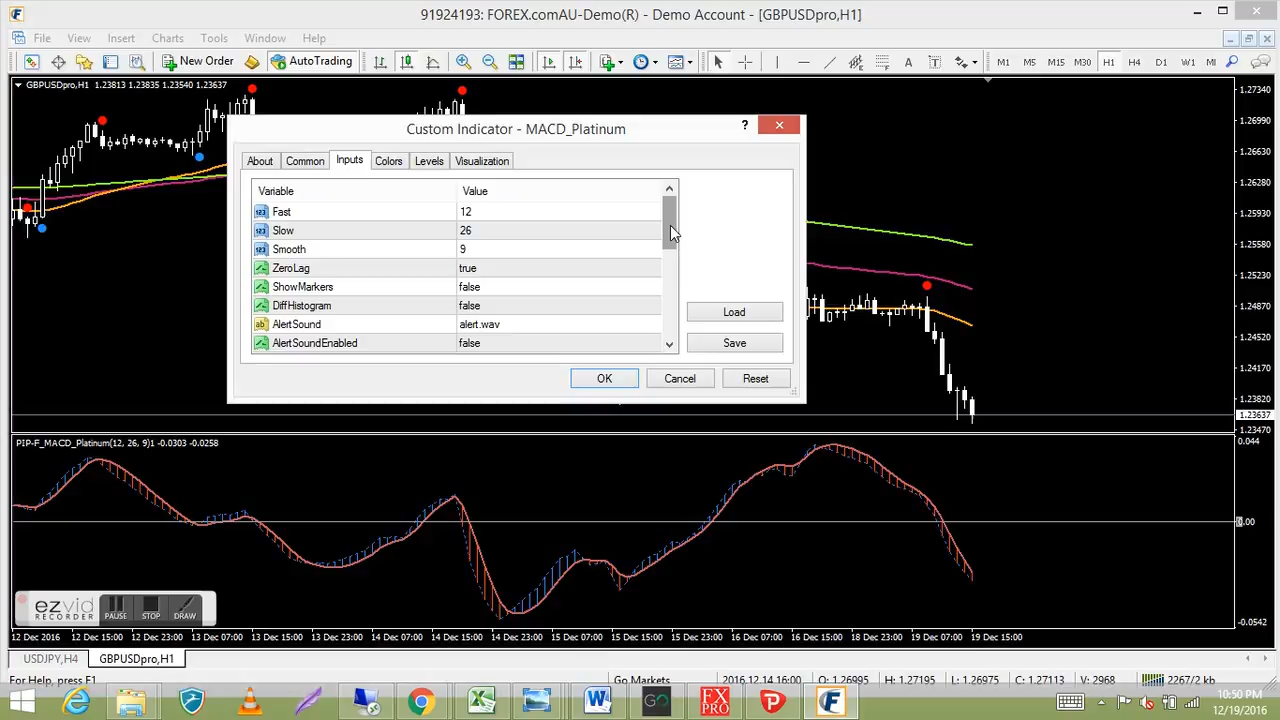 91924193: FOREX.comAU-Demo(R) - Demo Account - [GBPUSDpro,H1]
File View Insert Charts Tools Window Help
New Order AutoTrading A T M1 M5 M15 M30 H1 H4 D1 W1 M
GBPUSDpro,H1 1.23813 1.23835 1.23540 1.23637
1.27340
1.26990
1.26630
1.26280
1.25930
1.25580
1.25230
1.24870
1.24520
1.24170
1.23820
1.23637
1.23470
Custom Indicator - MACD_Platinum
?
About Common Inputs Colors Levels Visualization
Variable Value
Fast 12
Slow 26
Smooth 9
ZeroLag true
ShowMarkers false
DiffHistogram false
ab AlertSound alert.wav
AlertSoundEnabled false
Load
Save
OK Cancel Reset
PIP-F_MACD_Platinum(12, 26, 9)1 -0.0303 -0.0258
0.044
0.00
-0.0542
ezvid
RECORDER
PAUSE STOP DRAW
12 Dec 2016 12 Dec 15:00 12 Dec 23:00 13 Dec 07:00 13 Dec 15:00 13 Dec 23:00 14 Dec 07:00 14 Dec 15:00 14 Dec 23:00 15 Dec 07:00 15 Dec 15:00 15 Dec 23:00 16 Dec 07:00 16 Dec 15:00 18 Dec 23:00 19 Dec 07:00 19 Dec 15:00
USDJPY,H4 GBPUSDpro,H1
For Help, press F1 Go Markets 2016.12.14 16:00 O: 1.26995 H: 1.27195 L: 1.26975 C: 1.27113 V: 2968 2267/2 kb
GO FX PRO
10:50 PM
12/19/2016